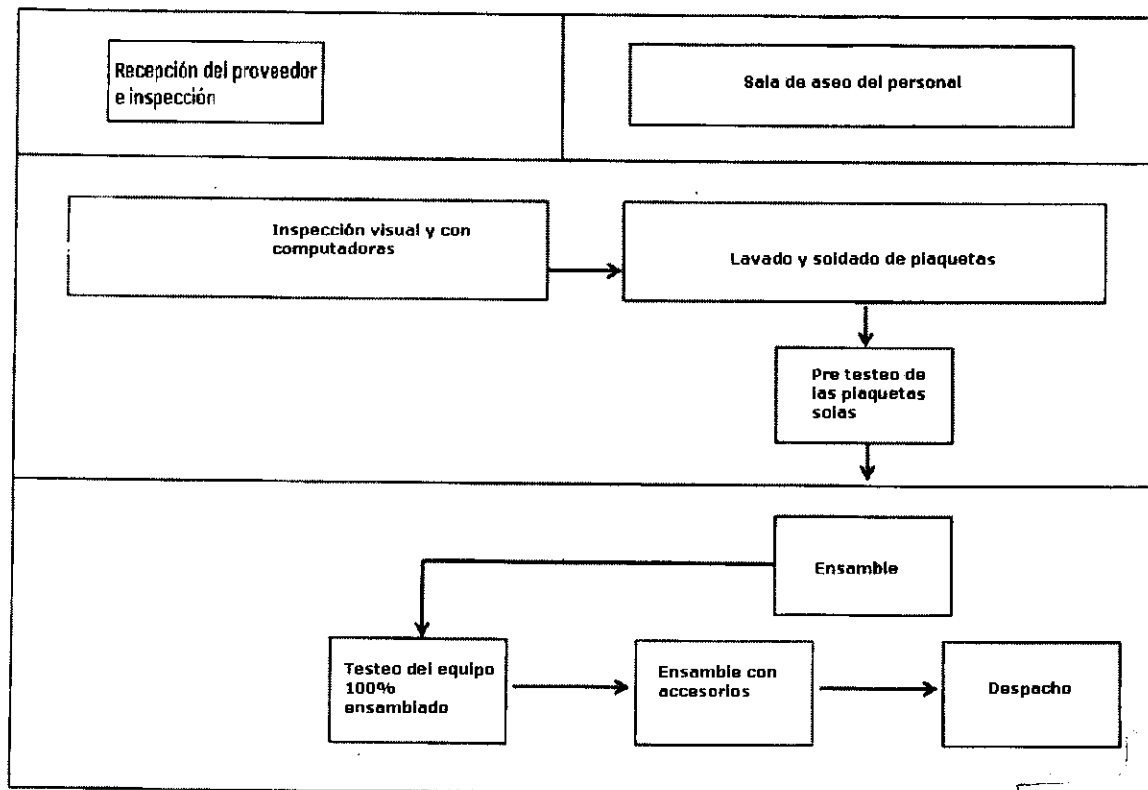 Recepción del proveedor
e inspección
Sala de aseo del personal
Inspección visual y con
computadoras
Lavado y soldado de plaquetas
Pre testeo de
las plaquetas
solas
Ensamble
Testeo del equipo
100%
ensamblado
Ensamble con
accesorios
Despacho